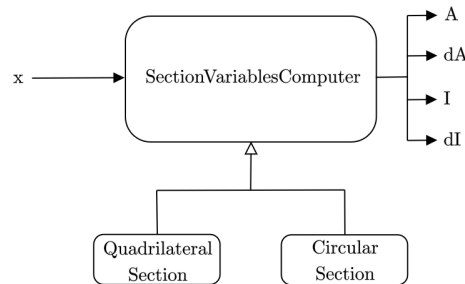 A
dA
x
SectionVariablesComputer
I
dI
Quadrilateral
Section
Circular
Section